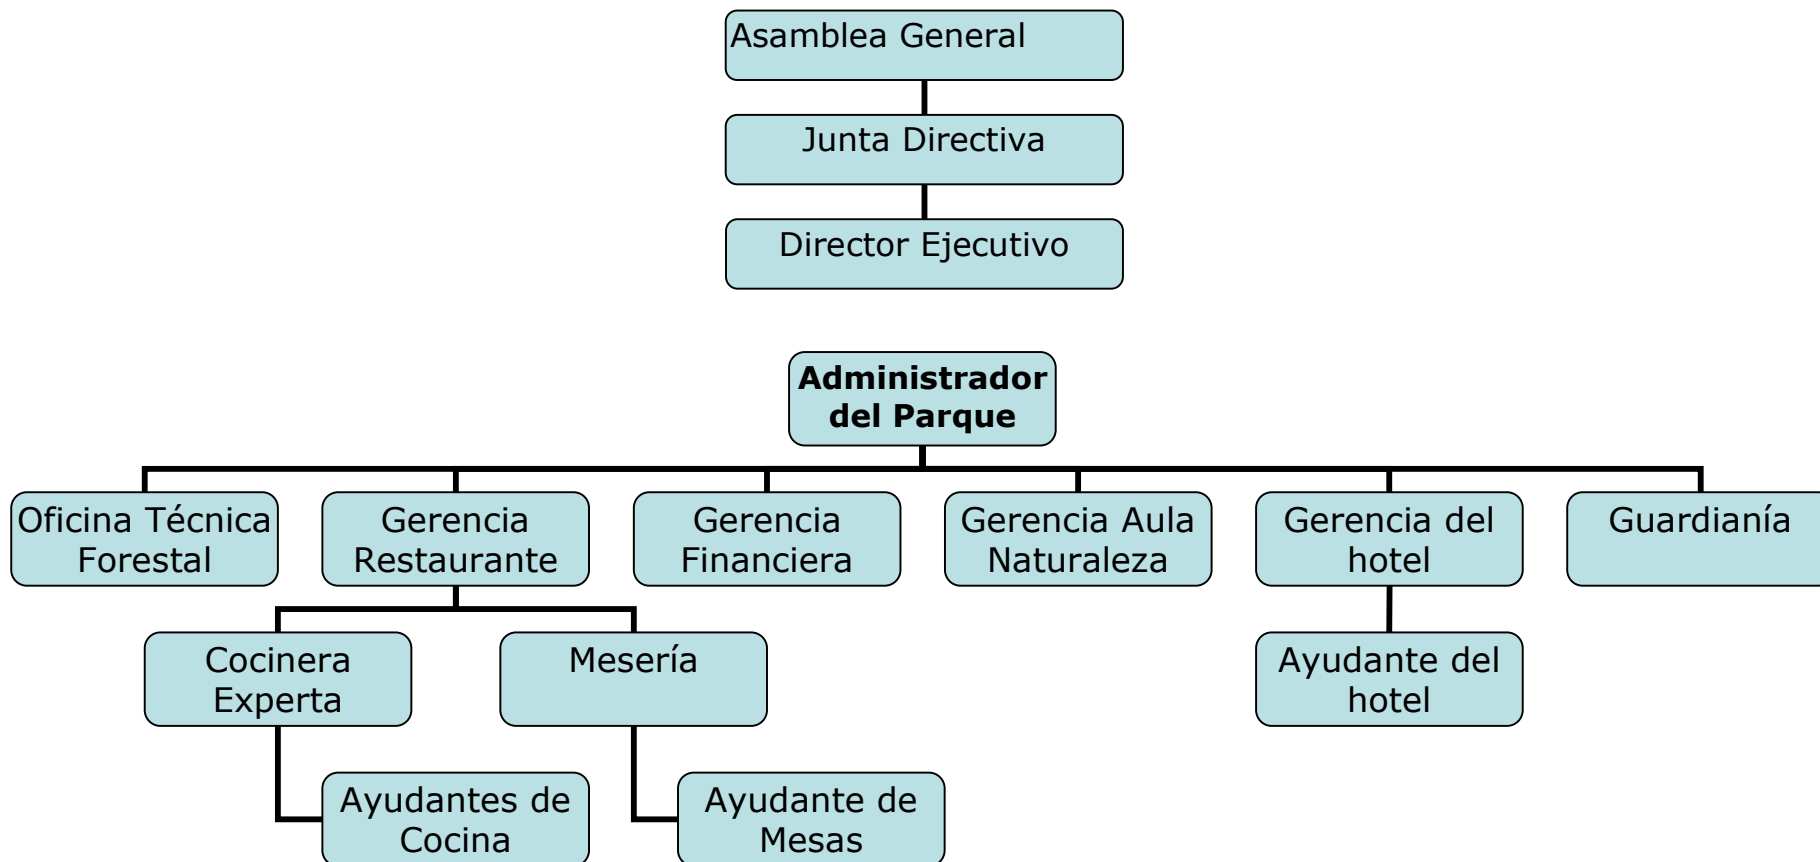 Asamblea General
Junta Directiva
Director Ejecutivo
Administrador
del Parque
Oficina Técnica
Forestal
Gerencia
Restaurante
Gerencia
Financiera
Gerencia Aula
Naturaleza
Gerencia del
hotel
Guardianía
Cocinera
Experta
Mesería
Ayudante del
hotel
Ayudantes de
Cocina
Ayudante de
Mesas